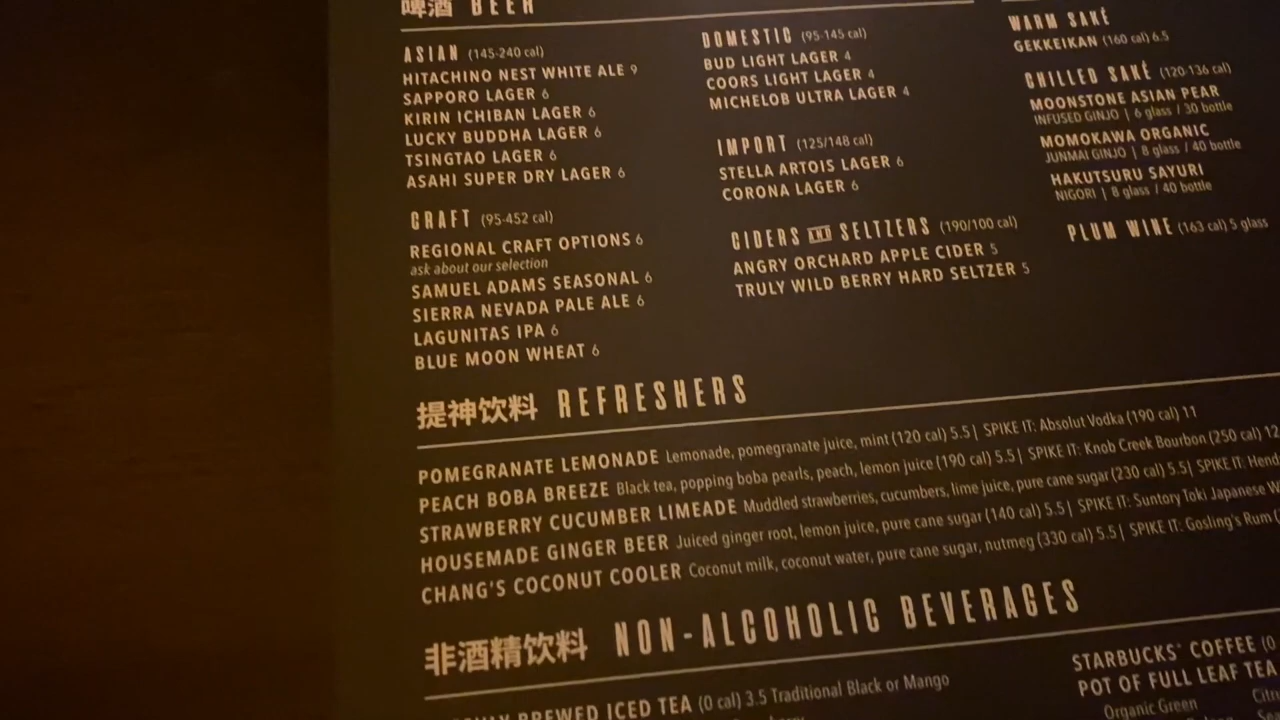 啤酒 BEER
ASIAN (145-240 cal)
HITACHINO NEST WHITE ALE 9
SAPPORO LAGER 6
KIRIN ICHIBAN LAGER 6
LUCKY BUDDHA LAGER 6
TSINGTAO LAGER 6
ASAHI SUPER DRY LAGER 6
CRAFT (95-452 cal)
REGIONAL CRAFT OPTIONS 6
ask about our selection
SAMUEL ADAMS SEASONAL 6
SIERRA NEVADA PALE ALE 6
LAGUNITAS IPA 6
BLUE MOON WHEAT 6
DOMESTIC (95-145 cal)
BUD LIGHT LAGER 4
COORS LIGHT LAGER 4
MICHELOB ULTRA LAGER 4
IMPORT (125/148 cal)
STELLA ARTOIS LAGER 6
CORONA LAGER 6
CIDERS AND SELTZERS (190/100 cal)
ANGRY ORCHARD APPLE CIDER 5
TRULY WILD BERRY HARD SELTZER 5
WARM SAKÉ
GEKKEIKAN (160 cal) 6.5
CHILLED SAKÉ (120-136 cal)
MOONSTONE ASIAN PEAR
INFUSED GINJO | 6 glass / 30 bottle
MOMOKAWA ORGANIC
JUNMAI GINJO | 8 glass / 40 bottle
HAKUTSURU SAYURI
NIGORI | 8 glass / 40 bottle
PLUM WINE (163 cal) 5 glass
提神饮料 REFRESHERS
POMEGRANATE LEMONADE Lemonade, pomegranate juice, mint (120 cal) 5.5 | SPIKE IT: Absolut Vodka (190 cal) 11
PEACH BOBA BREEZE Black tea, popping boba pearls, peach, lemon juice (190 cal) 5.5 | SPIKE IT: Knob Creek Bourbon (250 cal) 12
STRAWBERRY CUCUMBER LIMEADE Muddled strawberries, cucumbers, lime juice, pure cane sugar (230 cal) 5.5 | SPIKE IT: Hend
HOUSEMADE GINGER BEER Juiced ginger root, lemon juice, pure cane sugar (140 cal) 5.5 | SPIKE IT: Suntory Toki Japanese W
CHANG'S COCONUT COOLER Coconut milk, coconut water, pure cane sugar, nutmeg (330 cal) 5.5 | SPIKE IT: Gosling's Rum
非酒精饮料 NON-ALCOHOLIC BEVERAGES
BREWED ICED TEA (0 cal) 3.5 Traditional Black or Mango
STARBUCKS® COFFEE (0
POT OF FULL LEAF TEA
Organic Green Citr